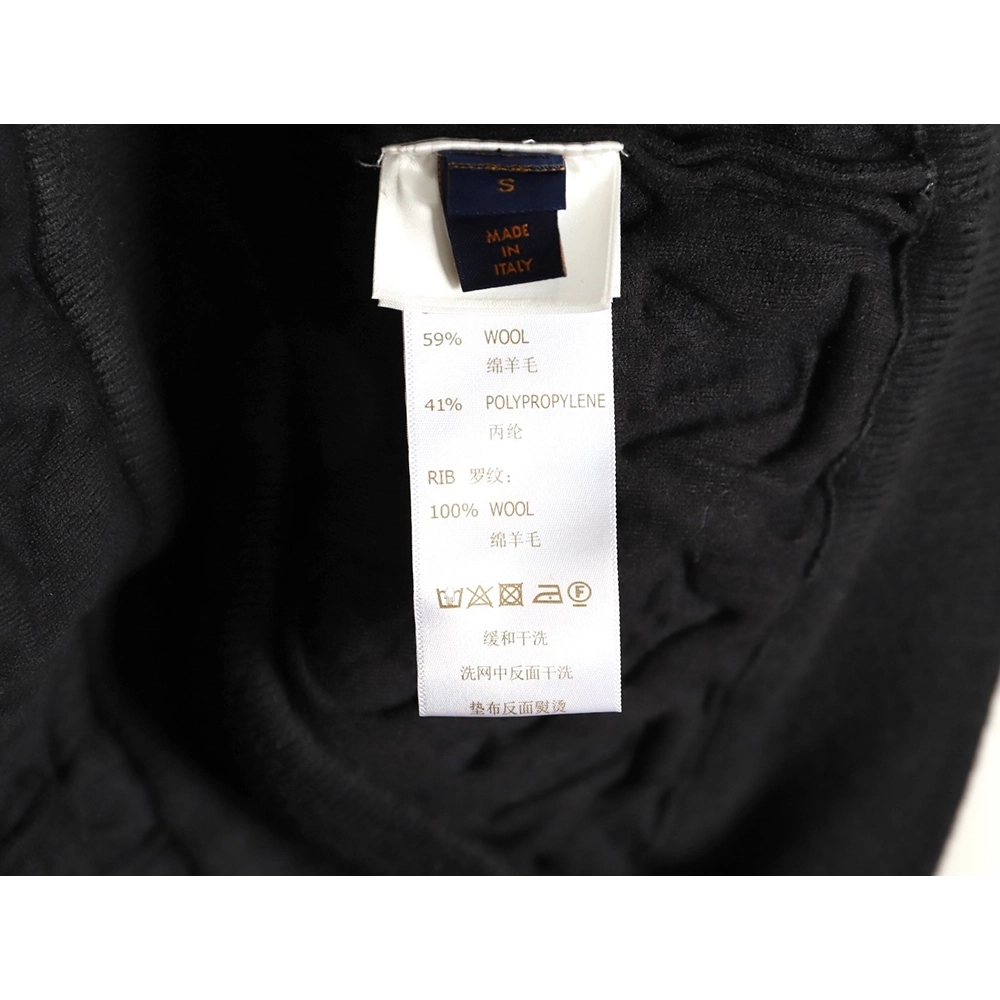 S
MADE
IN
ITALY
59% WOOL
绵羊毛
41% POLYPROPYLENE
丙纶
RIB 罗纹:
100% WOOL
绵羊毛
F
缓和干洗
洗网中反面干洗
垫布反面熨烫